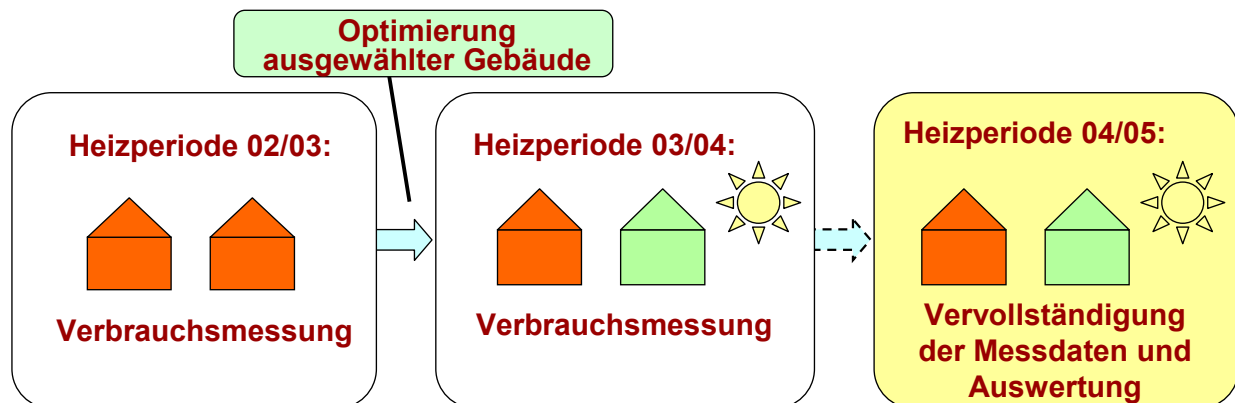 Optimierung
ausgewählter Gebäude
Heizperiode 02/03:
Verbrauchsmessung
Heizperiode 03/04:
Verbrauchsmessung
Heizperiode 04/05:
Vervollständigung
der Messdaten und
Auswertung